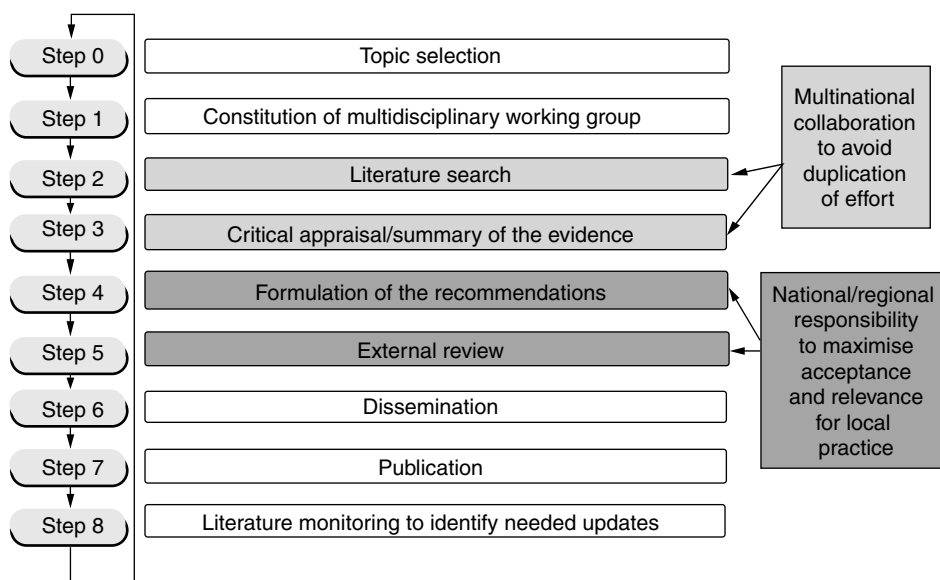 Step 0
Topic selection
Step 1
Constitution of multidisciplinary working group
Step 2
Literature search
Step 3
Critical appraisal/summary of the evidence
Step 4
Formulation of the recommendations
Step 5
External review
Step 6
Dissemination
Step 7
Publication
Step 8
Literature monitoring to identify needed updates
Multinational
collaboration
to avoid
duplication
of effort
National/regional
responsibility
to maximise
acceptance
and relevance
for local
practice